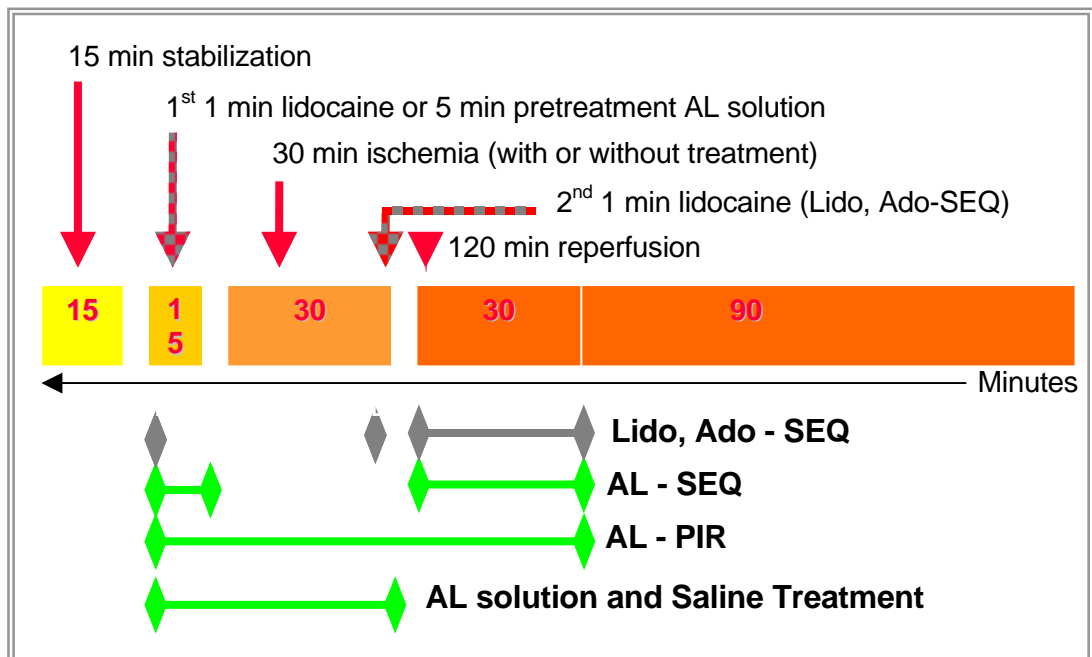 15 min stabilization
1st 1 min lidocaine or 5 min pretreatment AL solution
30 min ischemia (with or without treatment)
2nd 1 min lidocaine (Lido, Ado-SEQ)
120 min reperfusion
15 1 30 30 90
5
Minutes
Lido, Ado - SEQ
AL - SEQ
AL - PIR
AL solution and Saline Treatment